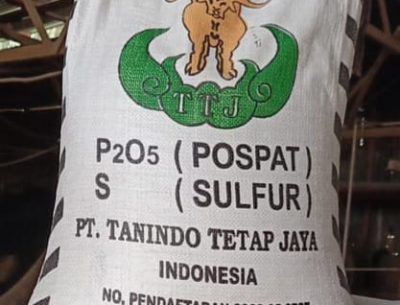 TTJ
P2O5 ( POSPAT )
S ( SULFUR )
PT. TANINDO TETAP JAYA
INDONESIA
NO. PENDAFTARAN